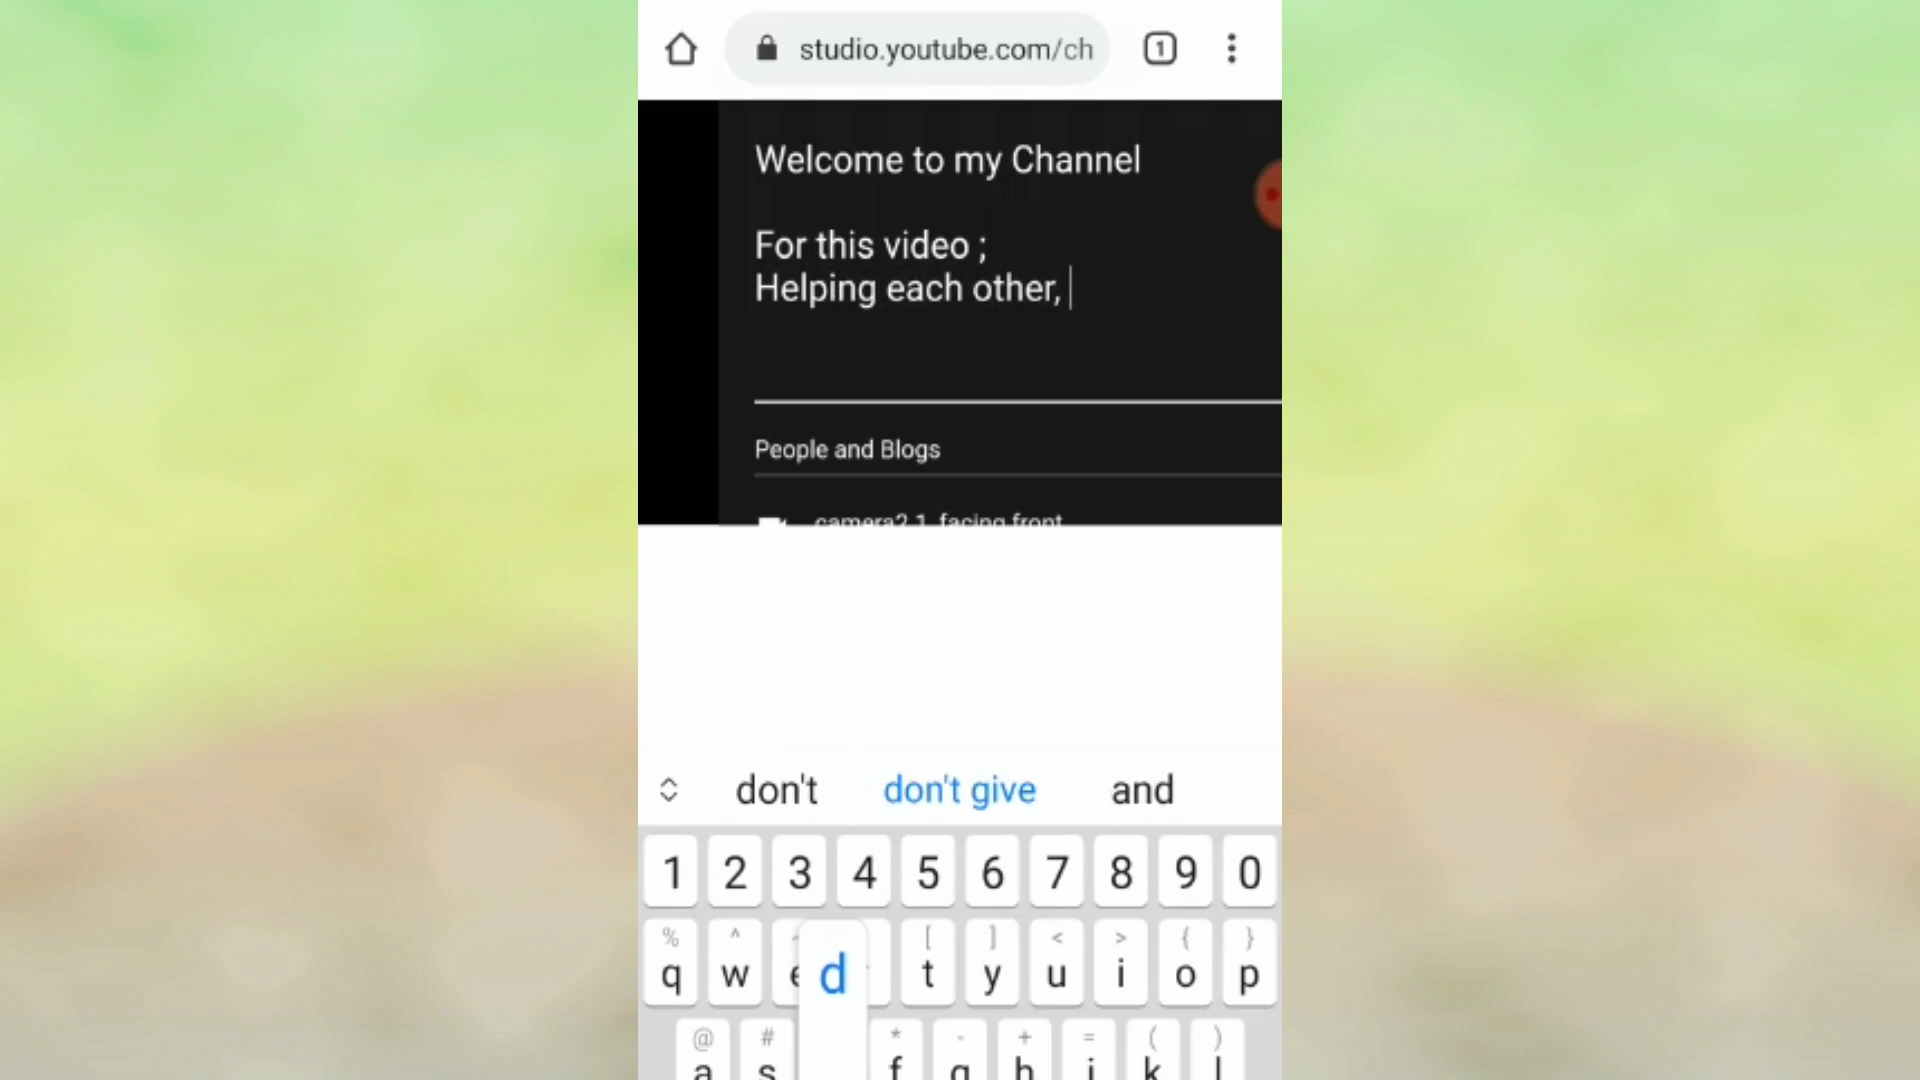 studio.youtube.com/ch
1
Welcome to my Channel
For this video ;
Helping each other,
People and Blogs
camera2 1, facing front
don't don't give and
1 2 3 4 5 6 7 8 9 0
% ^ [ ] < > { }
q w e d t y u i o p
@ # * - + = ( )
a s f g h j k l